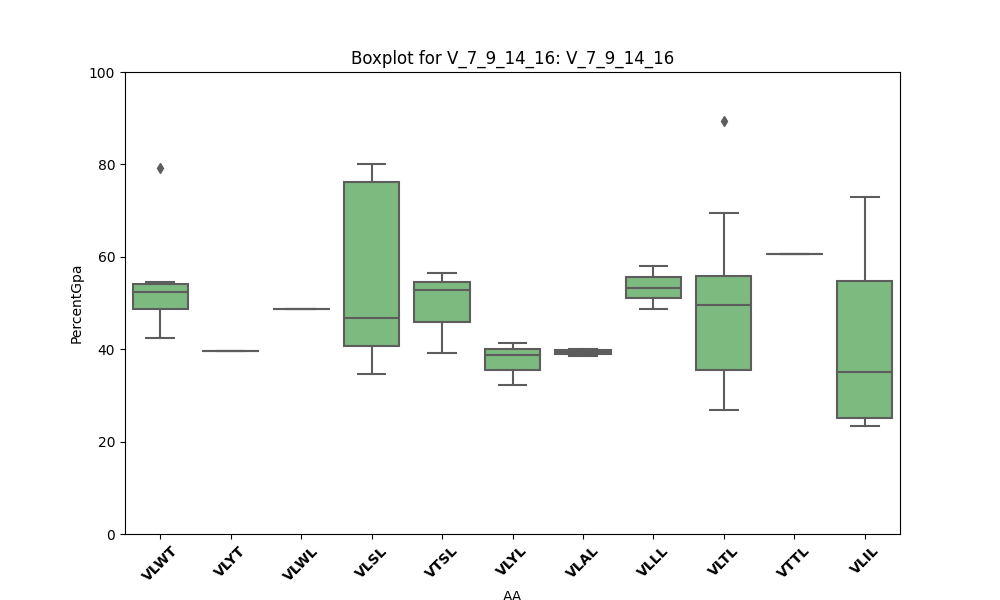 Boxplot for V_7_9_14_16: V_7_9_14_16
PercentGpa
100
80
60
40
20
0
VLWT
VLYT
VLWL
VLSL
VTSL
VLYL
VLAL
VLLL
VLTL
VTTL
VLIL
AA